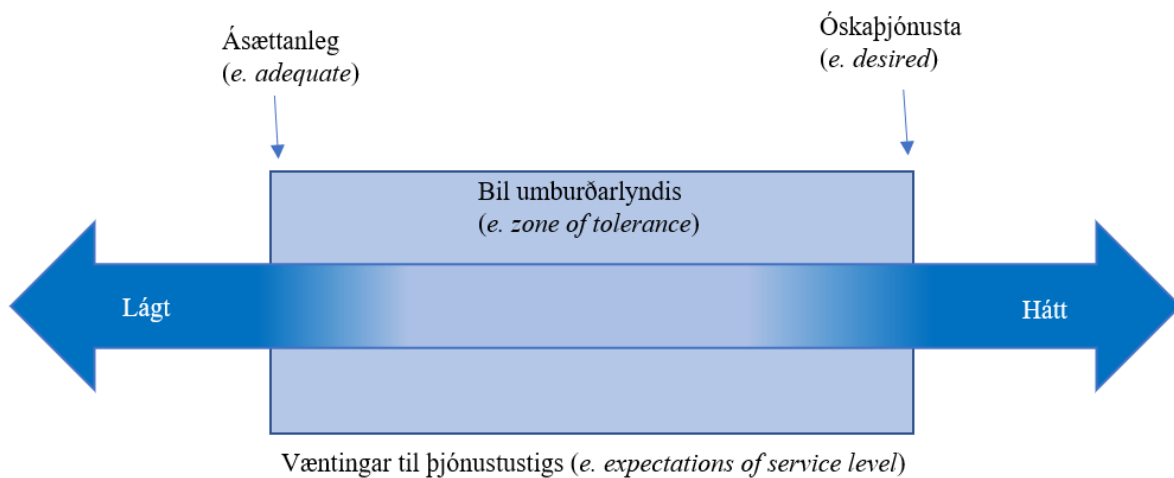 Ásættanleg
(e. adequate)
Óskaþjónusta
(e. desired)
Bil umburðarlyndis
(e. zone of tolerance)
Lágt
Hátt
Væntingar til þjónustustigs (e. expectations of service level)